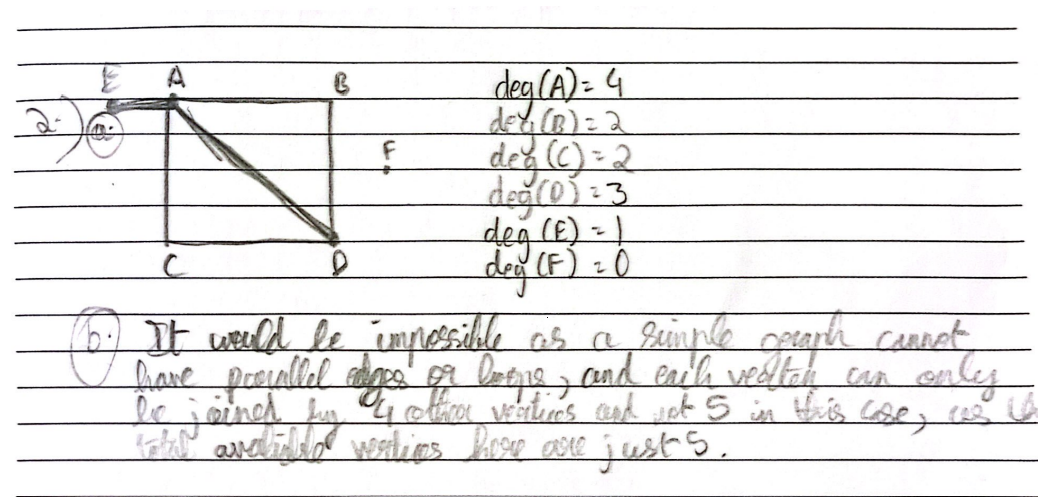 E A B
2.) a.
F
C D
deg(A) = 4
deg(B) = 2
deg(C) = 2
deg(D) = 3
deg(E) = 1
deg(F) = 0
b. It would be impossible as a simple graph cannot
have parallel edges or loops, and each vertex can only
be joined by 4 other vertices and not 5 in this case, as
total available vertices here are just 5.